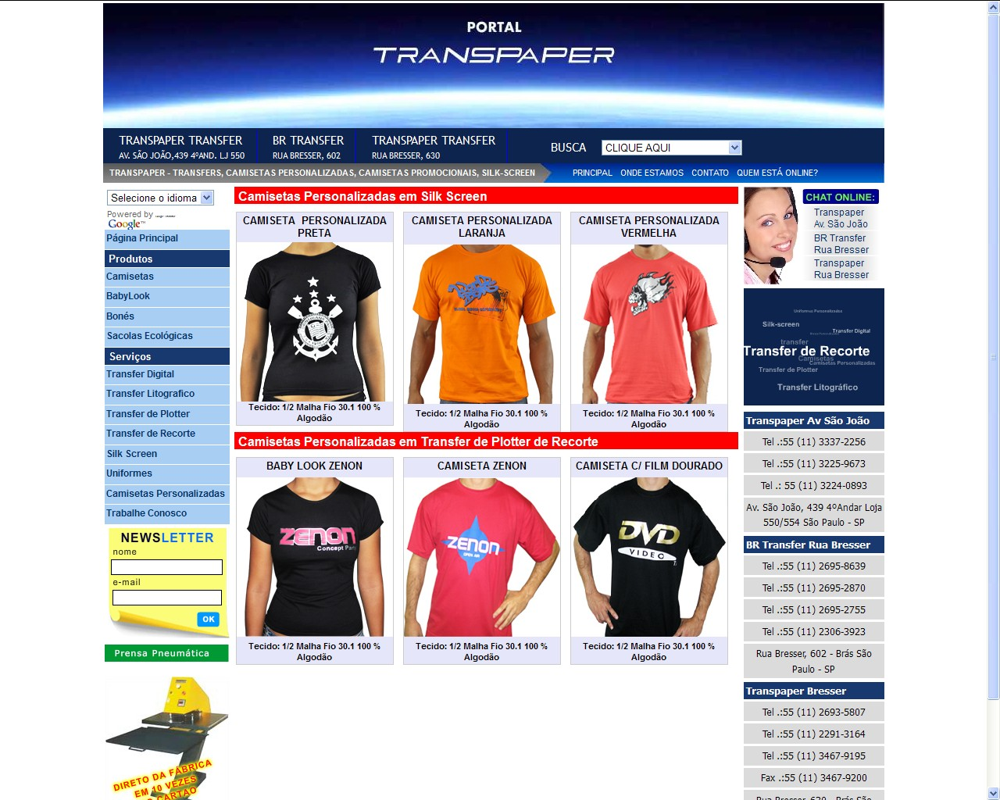 PORTAL
TRANSPAPER
TRANSPAPER TRANSFER
AV. SÃO JOÃO,439 4ºAND. LJ 550
BR TRANSFER
RUA BRESSER, 602
TRANSPAPER TRANSFER
RUA BRESSER, 630
BUSCA
CLIQUE AQUI
TRANSPAPER - TRANSFERS, CAMISETAS PERSONALIZADAS, CAMISETAS PROMOCIONAIS, SILK-SCREEN
PRINCIPAL ONDE ESTAMOS CONTATO QUEM ESTÁ ONLINE?
Selecione o idioma
Powered by
Google™
Página Principal
Produtos
Camisetas
BabyLook
Bonés
Sacolas Ecológicas
Serviços
Transfer Digital
Transfer Litografico
Transfer de Plotter
Transfer de Recorte
Silk Screen
Uniformes
Camisetas Personalizadas
Trabalhe Conosco
NEWSLETTER
nome
e-mail
OK
Prensa Pneumática
DIRETO DA FÁBRICA
EM 10 VEZES
CARTÃO
Camisetas Personalizadas em Silk Screen
CAMISETA PERSONALIZADA
PRETA
Tecido: 1/2 Malha Fio 30.1 100 %
Algodão
CAMISETA PERSONALIZADA
LARANJA
Tecido: 1/2 Malha Fio 30.1 100 %
Algodão
CAMISETA PERSONALIZADA
VERMELHA
Tecido: 1/2 Malha Fio 30.1 100 %
Algodão
Camisetas Personalizadas em Transfer de Plotter de Recorte
BABY LOOK ZENON
ZENON
Concept Park
Tecido: 1/2 Malha Fio 30.1 100 %
Algodão
CAMISETA ZENON
ZENON
OPEN AIR
Tecido: 1/2 Malha Fio 30.1 100 %
Algodão
CAMISETA C/ FILM DOURADO
DVD
VIDEO
Tecido: 1/2 Malha Fio 30.1 100 %
Algodão
CHAT ONLINE:
Transpaper
Av. São João
BR Transfer
Rua Bresser
Transpaper
Rua Bresser
Uniformes Personalizados
Silk-screen
Transfer Digital
transfer
Transfer de Recorte
Camisetas
Camisetas Personalizadas
Transfer de Plotter
Transfer Litográfico
Transpaper Av São João
Tel .:55 (11) 3337-2256
Tel .:55 (11) 3225-9673
Tel .: 55 (11) 3224-0893
Av. São João, 439 4ºAndar Loja
550/554 São Paulo - SP
BR Transfer Rua Bresser
Tel .:55 (11) 2695-8639
Tel .:55 (11) 2695-2870
Tel .:55 (11) 2695-2755
Tel .:55 (11) 2306-3923
Rua Bresser, 602 - Brás São
Paulo - SP
Transpaper Bresser
Tel .:55 (11) 2693-5807
Tel .:55 (11) 2291-3164
Tel .:55 (11) 3467-9195
Fax .:55 (11) 3467-9200
Rua Bresser, 630 - Brás São